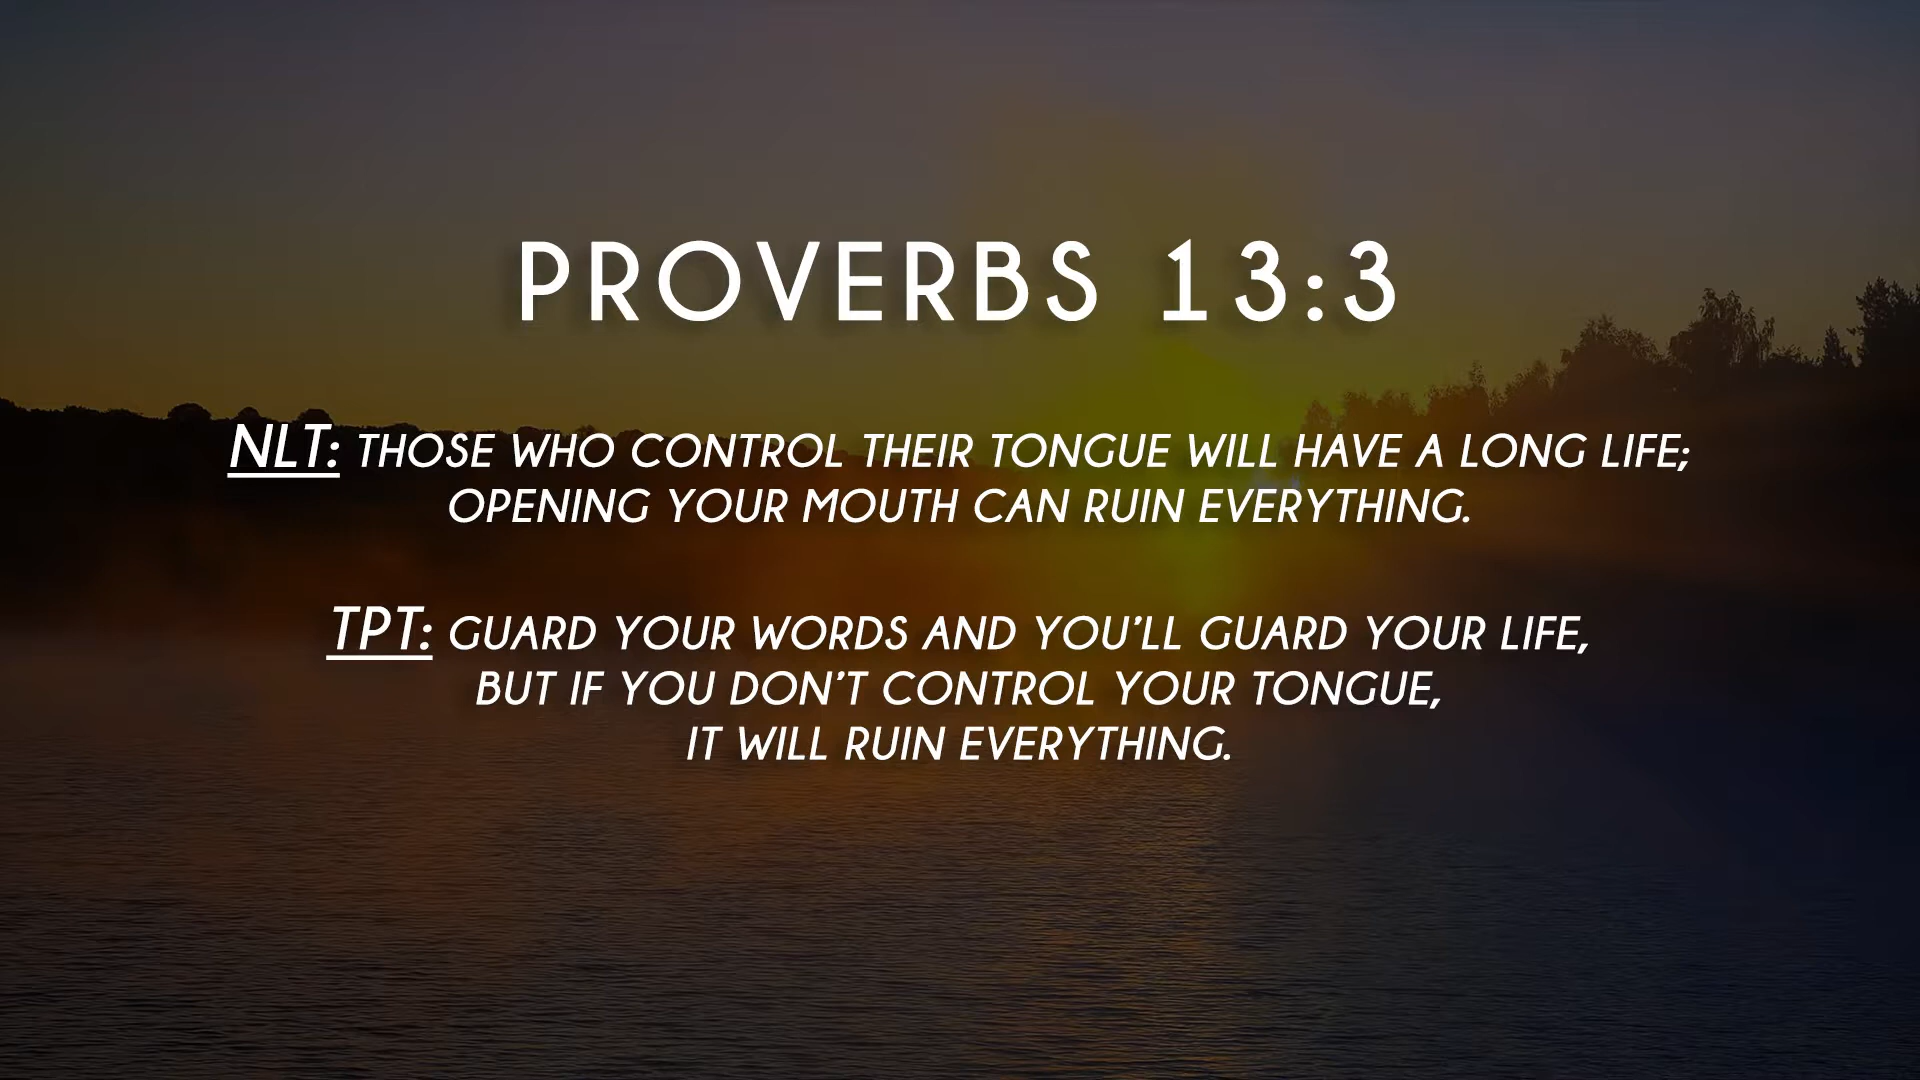 PROVERBS 13:3
NLT: THOSE WHO CONTROL THEIR TONGUE WILL HAVE A LONG LIFE;
OPENING YOUR MOUTH CAN RUIN EVERYTHING.
TPT: GUARD YOUR WORDS AND YOU’LL GUARD YOUR LIFE,
BUT IF YOU DON’T CONTROL YOUR TONGUE,
IT WILL RUIN EVERYTHING.